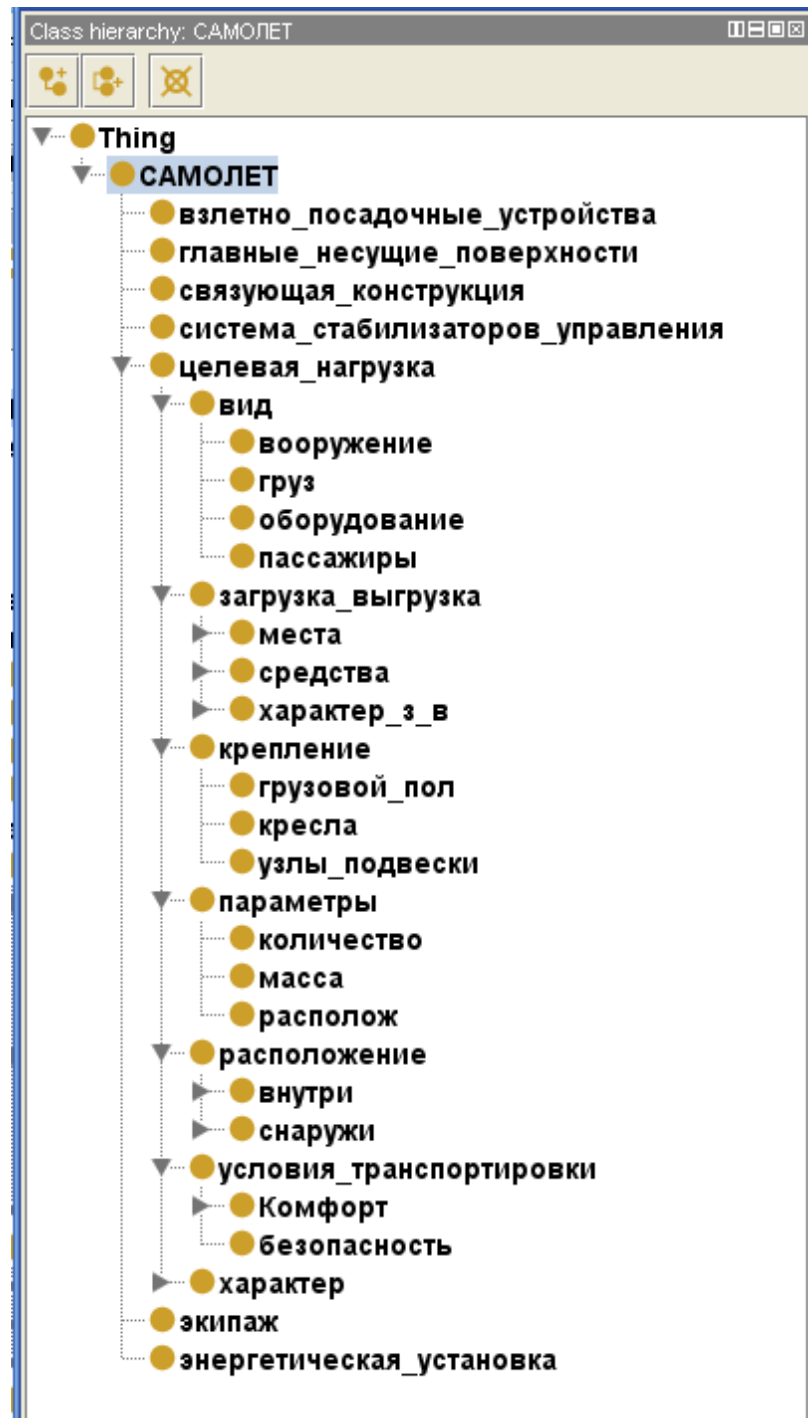 Class hierarchy: САМОЛЕТ
Thing
САМОЛЕТ
взлетно_посадочные_устройства
главные_несущие_поверхности
связующая_конструкция
система_стабилизаторов_управления
целевая_нагрузка
вид
вооружение
груз
оборудование
пассажиры
загрузка_выгрузка
места
средства
характер_з_в
крепление
грузовой_пол
кресла
узлы_подвески
параметры
количество
масса
располож
расположение
внутри
снаружи
условия_транспортировки
Комфорт
безопасность
характер
экипаж
энергетическая_установка